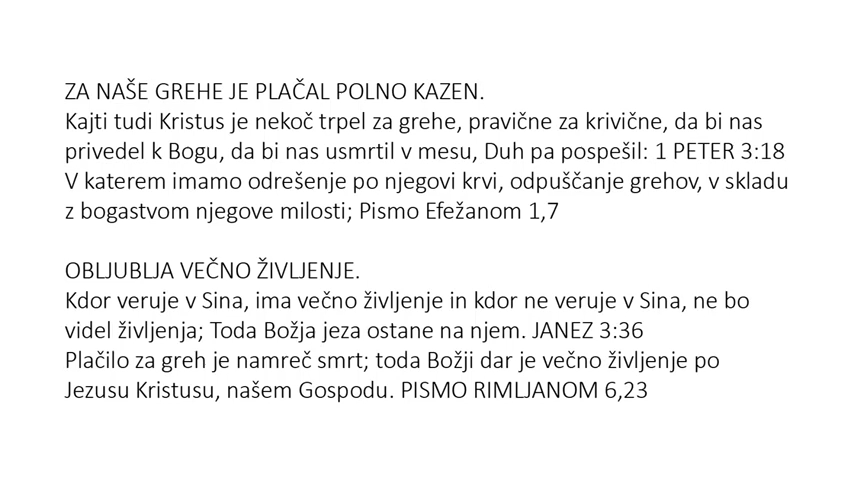 ZA NAŠE GREHE JE PLAČAL POLNO KAZEN.
Kajti tudi Kristus je nekoč trpel za grehe, pravične za krivične, da bi nas
privedel k Bogu, da bi nas usmrtil v mesu, Duh pa pospešil: 1 PETER 3:18
V katerem imamo odrešenje po njegovi krvi, odpuščanje grehov, v skladu
z bogastvom njegove milosti; Pismo Efežanom 1,7
OBLJUBLJA VEČNO ŽIVLJENJE.
Kdor veruje v Sina, ima večno življenje in kdor ne veruje v Sina, ne bo
videl življenja; Toda Božja jeza ostane na njem. JANEZ 3:36
Plačilo za greh je namreč smrt; toda Božji dar je večno življenje po
Jezusu Kristusu, našem Gospodu. PISMO RIMLJANOM 6,23